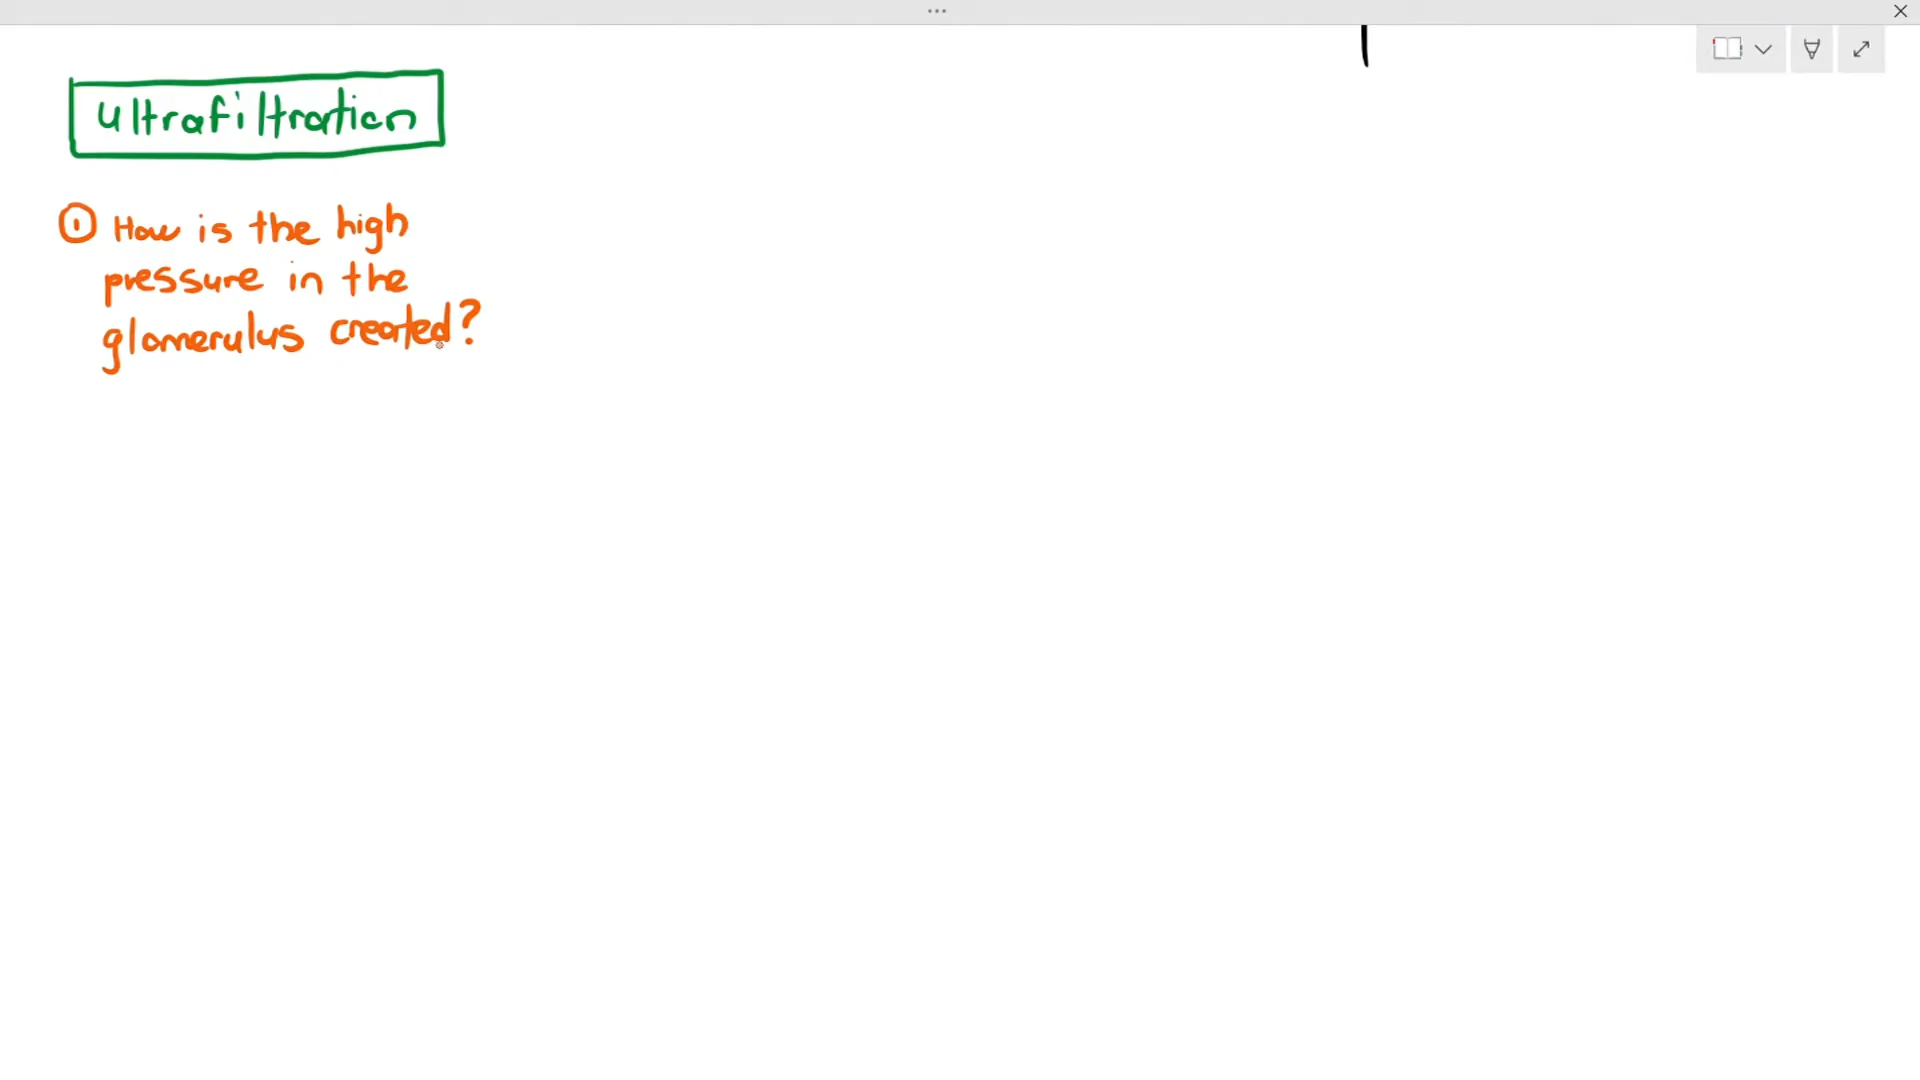 Ultrafiltration
① How is the high
pressure in the
glomerulus created?